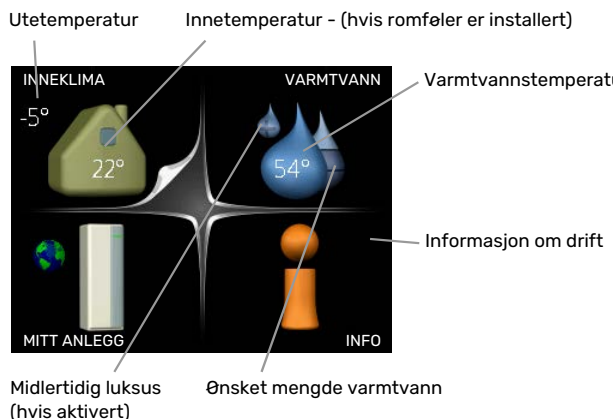 Utetemperatur
Innetemperatur - (hvis romføler er installert)
INNEKLIMA
VARMTVANN
Varmtvannstemperatu
-5°
22°
54°
Informasjon om drift
MITT ANLEGG
INFO
Midlertidig luksus
(hvis aktivert)
Ønsket mengde varmtvann